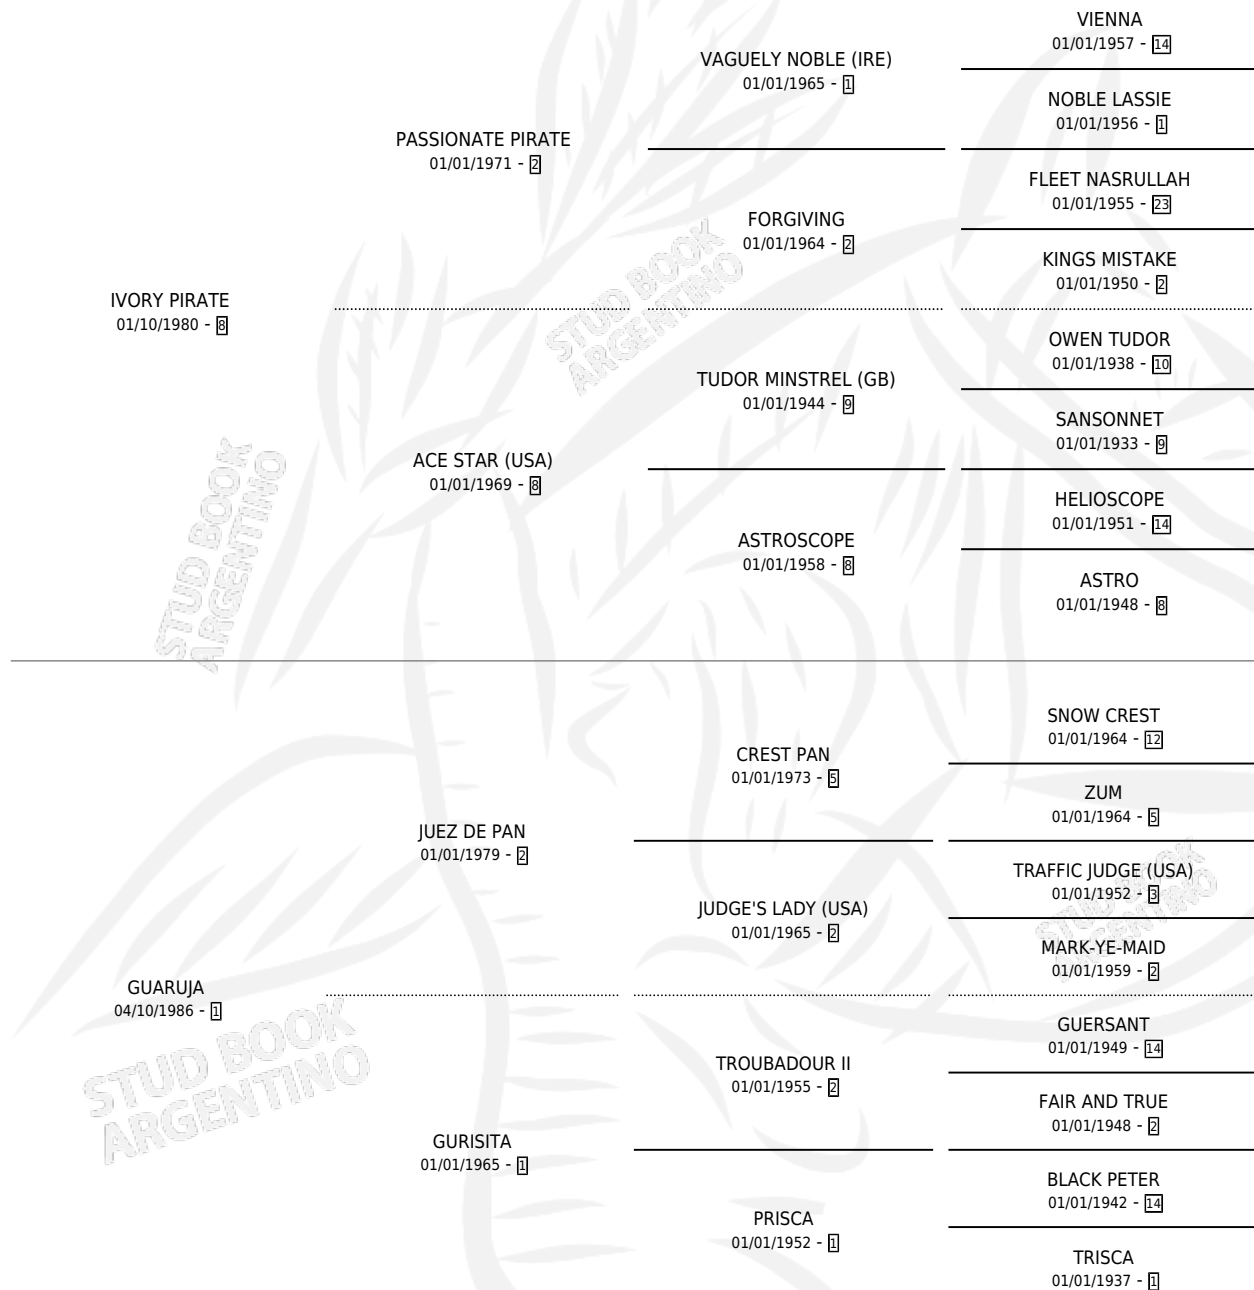 VIENNA
01/01/1957 - 14
VAGUELY NOBLE (IRE)
01/01/1965 - 1
NOBLE LASSIE
01/01/1956 - 1
PASSIONATE PIRATE
01/01/1971 - 2
FLEET NASRULLAH
01/01/1955 - 23
FORGIVING
01/01/1964 - 2
KINGS MISTAKE
01/01/1950 - 2
IVORY PIRATE
01/10/1980 - 8
OWEN TUDOR
01/01/1938 - 10
TUDOR MINSTREL (GB)
01/01/1944 - 9
SANSONNET
01/01/1933 - 9
ACE STAR (USA)
01/01/1969 - 8
HELIOSCOPE
01/01/1951 - 14
ASTROSCOPE
01/01/1958 - 8
ASTRO
01/01/1948 - 8
SNOW CREST
01/01/1964 - 12
CREST PAN
01/01/1973 - 5
ZUM
01/01/1964 - 5
JUEZ DE PAN
01/01/1979 - 2
TRAFFIC JUDGE (USA)
01/01/1952 - 3
JUDGE'S LADY (USA)
01/01/1965 - 2
MARK-YE-MAID
01/01/1959 - 2
GUARUJA
04/10/1986 - 1
GUERSANT
01/01/1949 - 14
TROUBADOUR II
01/01/1955 - 2
FAIR AND TRUE
01/01/1948 - 2
GURISITA
01/01/1965 - 1
BLACK PETER
01/01/1942 - 14
PRISCA
01/01/1952 - 1
TRISCA
01/01/1937 - 1
STUD BOOK
ARGENTINO
STUD BOOK
ARGENTINO
STUD BOOK
ARGENTINO
STUD BOOK
ARGENTINO